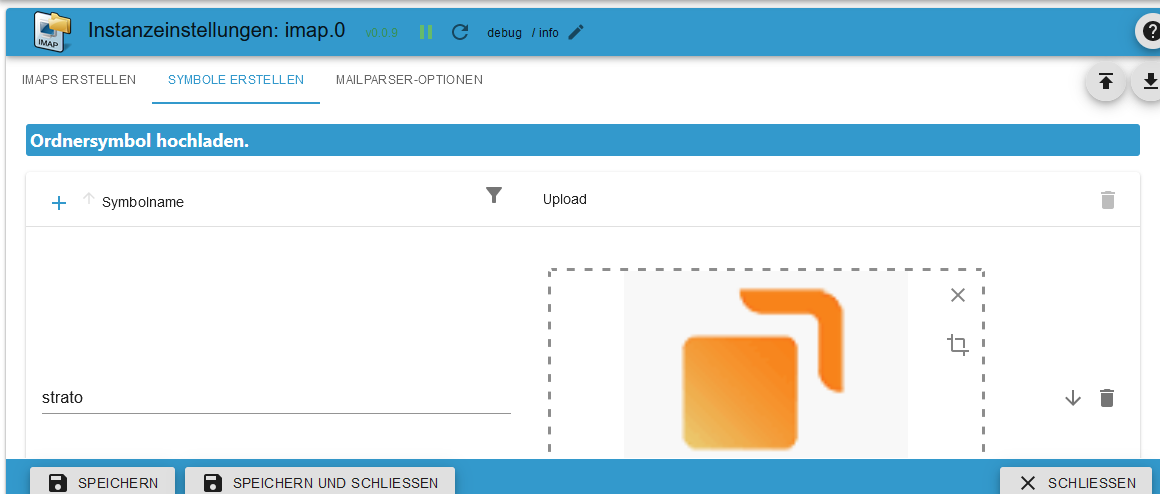 IMAP
Instanzeinstellungen: imap.0 v0.0.9 debug / info
IMAPS ERSTELLEN SYMBOLE ERSTELLEN MAILPARSER-OPTIONEN
Ordnersymbol hochladen.
Symbolname Upload
strato
SPEICHERN SPEICHERN UND SCHLIESSEN SCHLIESSEN